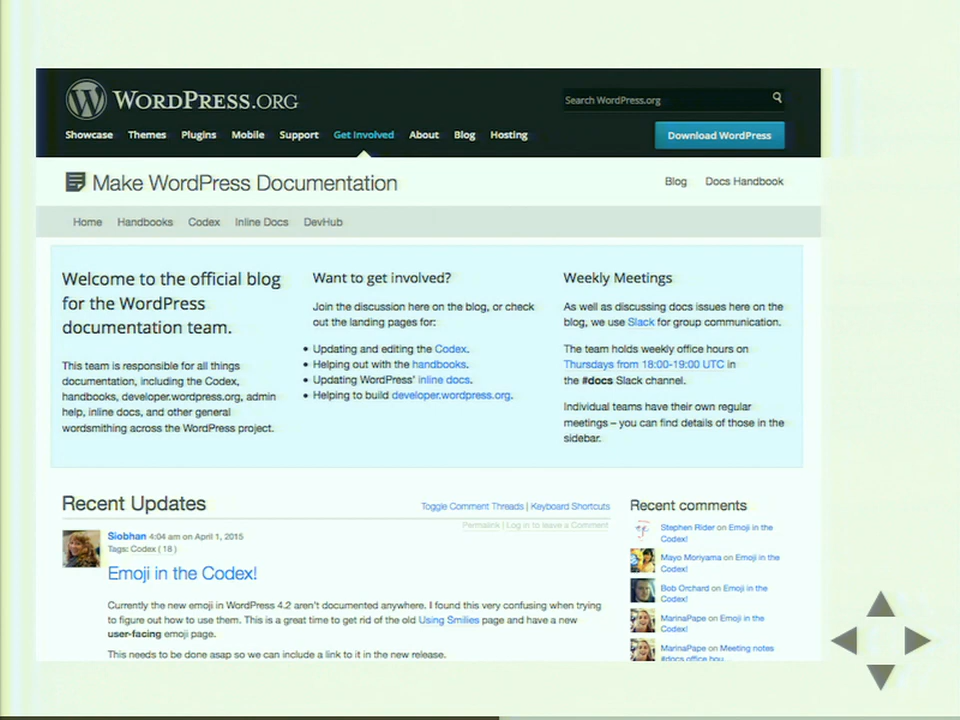 WORDPRESS.ORG
Search WordPress.org
Showcase Themes Plugins Mobile Support Get Involved About Blog Hosting
Download WordPress
Make WordPress Documentation
Blog Docs Handbook
Home Handbooks Codex Inline Docs DevHub
Welcome to the official blog
for the WordPress
documentation team.
This team is responsible for all things
documentation, including the Codex,
handbooks, developer.wordpress.org, admin
help, inline docs, and other general
wordsmithing across the WordPress project.
Want to get involved?
Join the discussion here on the blog, or check
out the landing pages for:
• Updating and editing the Codex.
• Helping out with the handbooks.
• Updating WordPress' inline docs.
• Helping to build developer.wordpress.org.
Weekly Meetings
As well as discussing docs issues here on the
blog, we use Slack for group communication.
The team holds weekly office hours on
Thursdays from 18:00-19:00 UTC in
the #docs Slack channel.
Individual teams have their own regular
meetings – you can find details of those in the
sidebar.
Recent Updates
Toggle Comment Threads | Keyboard Shortcuts
Permalink | Log in to leave a Comment
Siobhan 4:04 am on April 1, 2015
Tags: Codex ( 18 )
Emoji in the Codex!
Currently the new emoji in WordPress 4.2 aren't documented anywhere. I found this very confusing when trying
to figure out how to use them. This is a great time to get rid of the old Using Smilies page and have a new
user-facing emoji page.
This needs to be done asap so we can include a link to it in the new release.
Recent comments
Stephen Rider on Emoji in the
Codex!
Mayo Moriyama on Emoji in the
Codex!
Bob Orchard on Emoji in the
Codex!
MarinaPape on Emoji in the
Codex!
MarinaPape on Meeting notes
#docs office hou